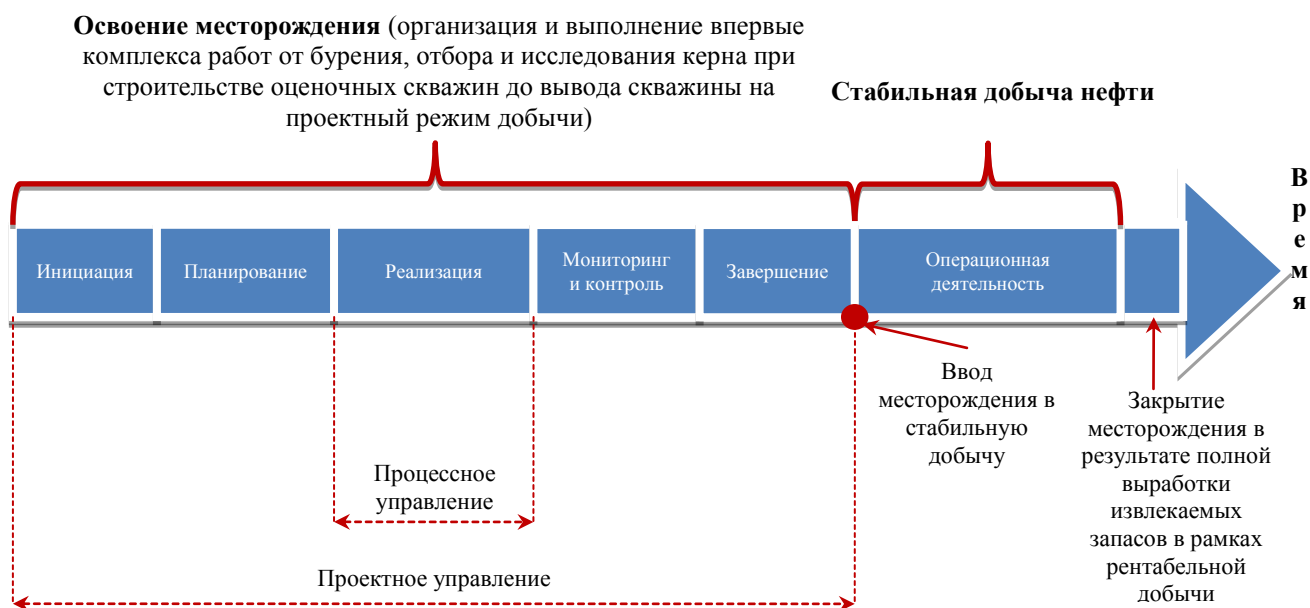 Освоение месторождения (организация и выполнение впервые
комплекса работ от бурения, отбора и исследования керна при
строительстве оценочных скважин до вывода скважины на
проектный режим добычи)
Стабильная добыча нефти
Время
Инициация
Планирование
Реализация
Мониторинг
и контроль
Завершение
Операционная
деятельность
Ввод
месторождения в
стабильную
добычу
Закрытие
месторождения в
результате полной
выработки
извлекаемых
запасов в рамках
рентабельной
добычи
Процессное
управление
Проектное управление